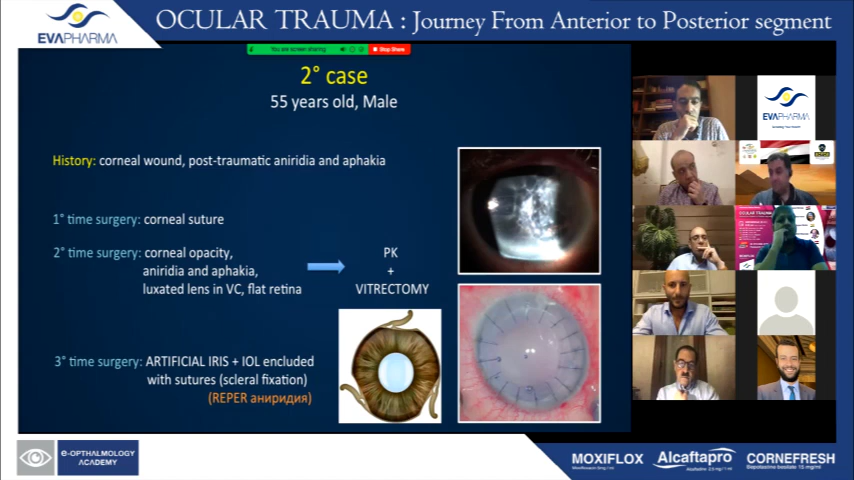 EVAPHARMA
OCULAR TRAUMA : Journey From Anterior to Posterior segment
You are screen sharing
Stop Share
2° case
55 years old, Male
History: corneal wound, post-traumatic aniridia and aphakia
1° time surgery: corneal suture
2° time surgery: corneal opacity,
aniridia and aphakia,
luxated lens in VC, flat retina
PK
+
VITRECTOMY
3° time surgery: ARTIFICIAL IRIS + IOL encluded
with sutures (scleral fixation)
(REPER аниридия)
EVAPHARMA
OCULAR TRAUMA
e-OPTHALMOLOGY
ACADEMY
MOXIFLOX
Alcaftapro
CORNEFRESH